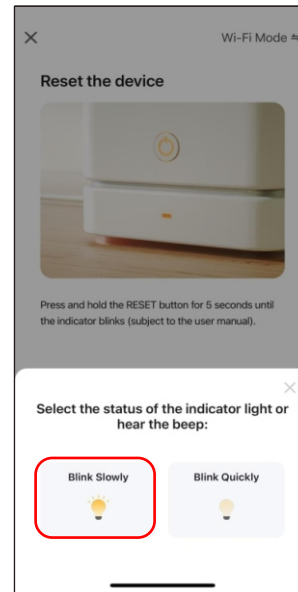 Wi-Fi Mode
Reset the device
Press and hold the RESET button for 5 seconds until
the indicator blinks (subject to the user manual).
Select the status of the indicator light or
hear the beep:
Blink Slowly
Blink Quickly